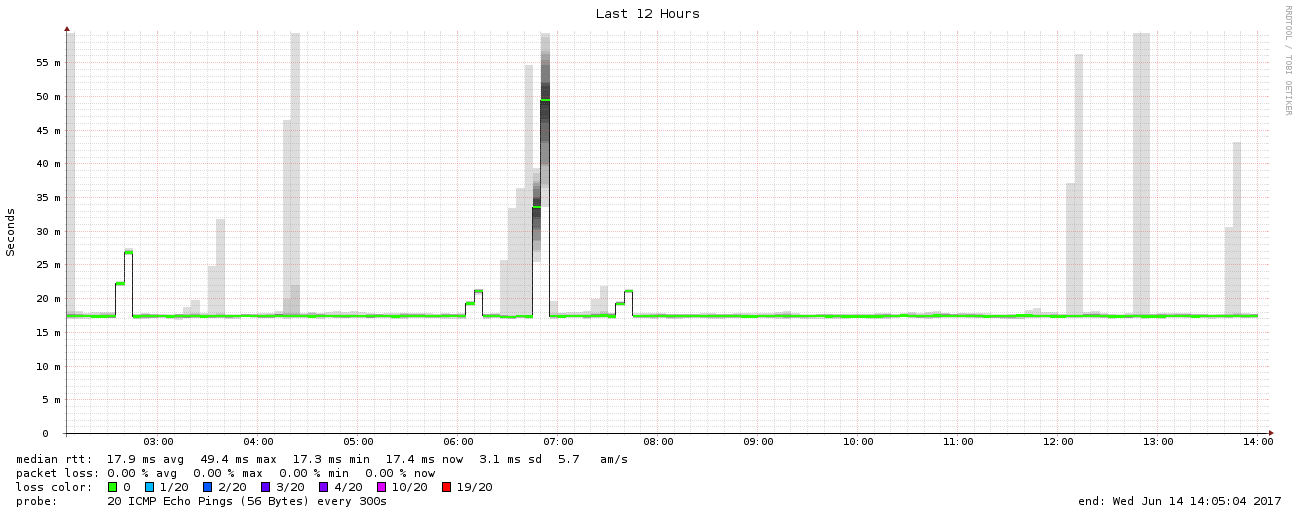 Last 12 Hours
RRDTOOL / TOBI OETIKER
Seconds
55 m
50 m
45 m
40 m
35 m
30 m
25 m
20 m
15 m
10 m
5 m
0
03:00 04:00 05:00 06:00 07:00 08:00 09:00 10:00 11:00 12:00 13:00 14:00
median rtt: 17.9 ms avg 49.4 ms max 17.3 ms min 17.4 ms now 3.1 ms sd 5.7 am/s
packet loss: 0.00 % avg 0.00 % max 0.00 % min 0.00 % now
loss color: 0 1/20 2/20 3/20 4/20 10/20 19/20
probe: 20 ICMP Echo Pings (56 Bytes) every 300s end: Wed Jun 14 14:05:04 2017